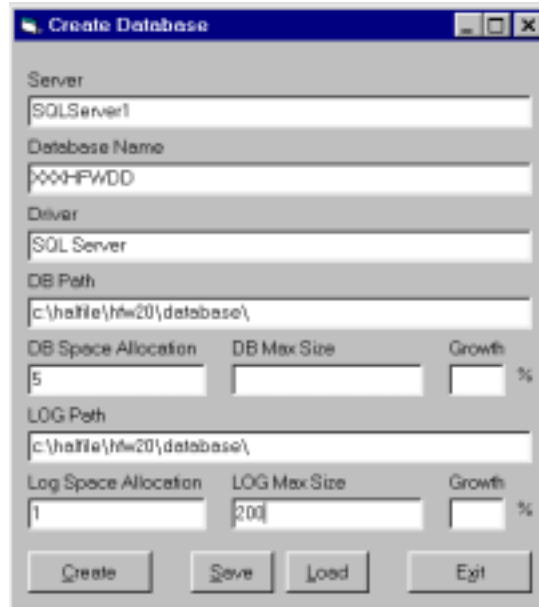 Create Database
Server
SQLServer1
Database Name
XXXHFWDD
Driver
SQL Server
DB Path
c:\halfile\hfw20\database\
DB Space Allocation DB Max Size Growth
5 %
LOG Path
c:\halfile\hfw20\database\
Log Space Allocation LOG Max Size Growth
1 200 %
Create Save Load Exit